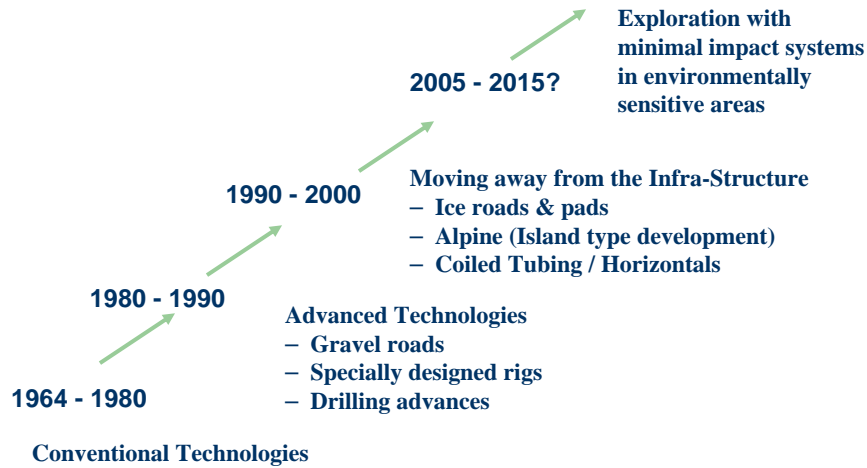 Exploration with
minimal impact systems
in environmentally
sensitive areas
2005 - 2015?
1990 - 2000
Moving away from the Infra-Structure
– Ice roads & pads
– Alpine (Island type development)
– Coiled Tubing / Horizontals
1980 - 1990
Advanced Technologies
– Gravel roads
– Specially designed rigs
– Drilling advances
1964 - 1980
Conventional Technologies